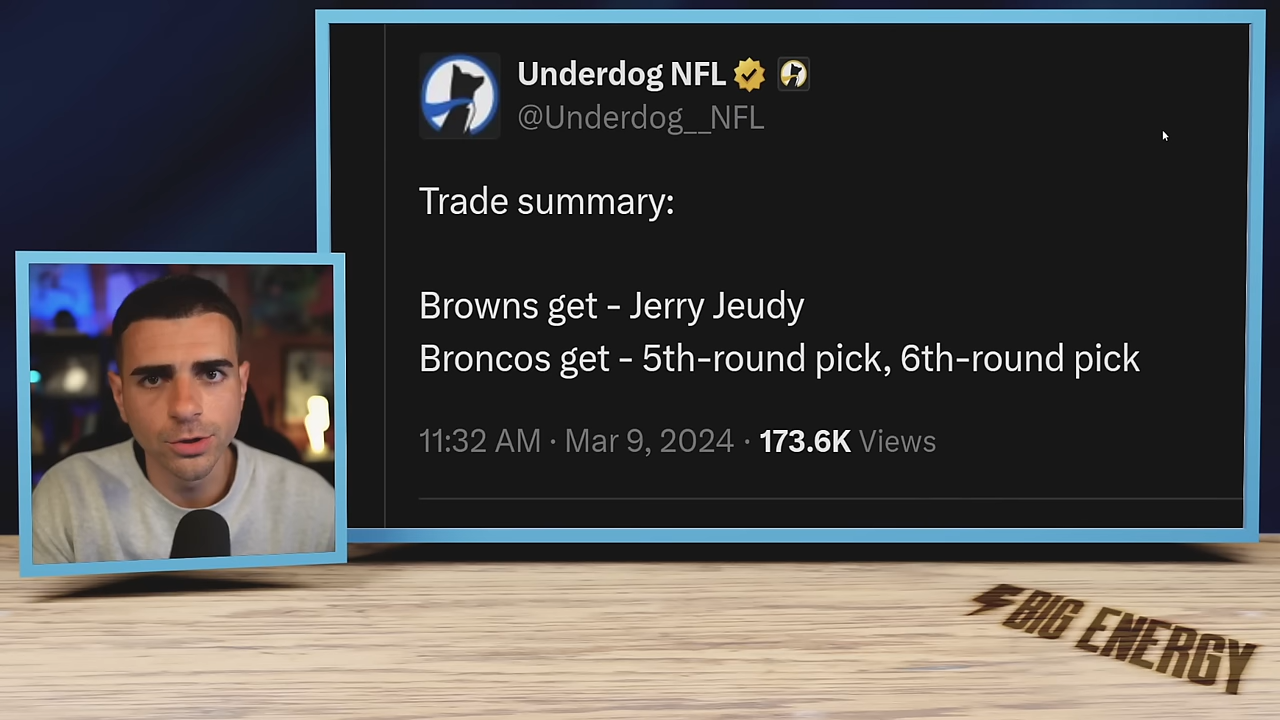 Underdog NFL
@Underdog__NFL
Trade summary:
Browns get - Jerry Jeudy
Broncos get - 5th-round pick, 6th-round pick
11:32 AM · Mar 9, 2024 · 173.6K Views
BIG ENERGY